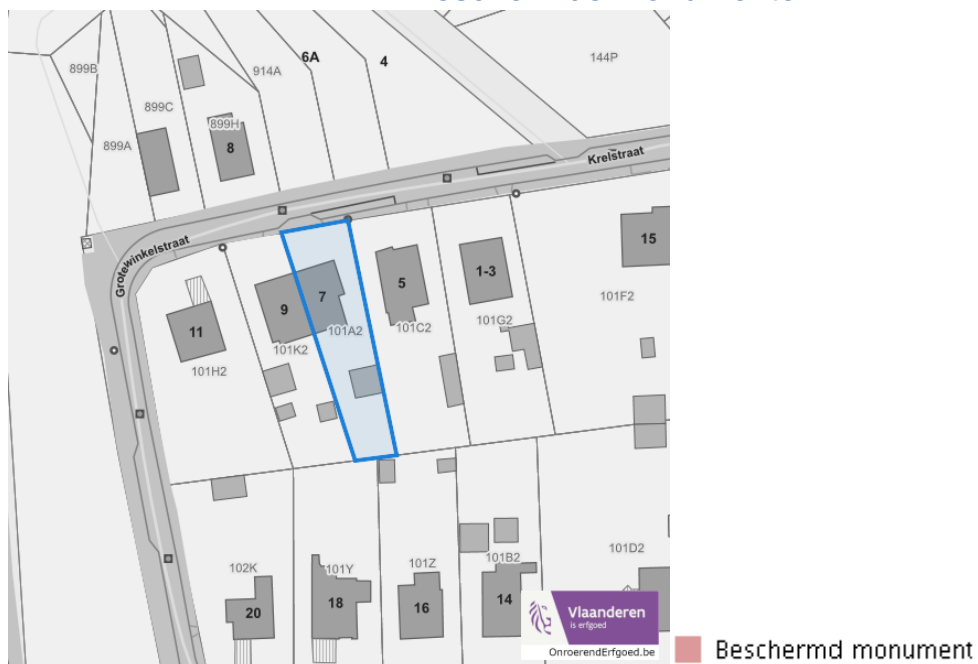 899B
914A
6A
4
144P
899C
899H
8
899A
Krelstraat
Grotewinkelstraat
15
1-3
5
7
9
11
101F2
101G2
101C2
101A2
101K2
101H2
101D2
101B2
101Z
101Y
102K
20
18
16
14
Vlaanderen
is erfgoed
OnroerendErfgoed.be
Beschermd monument